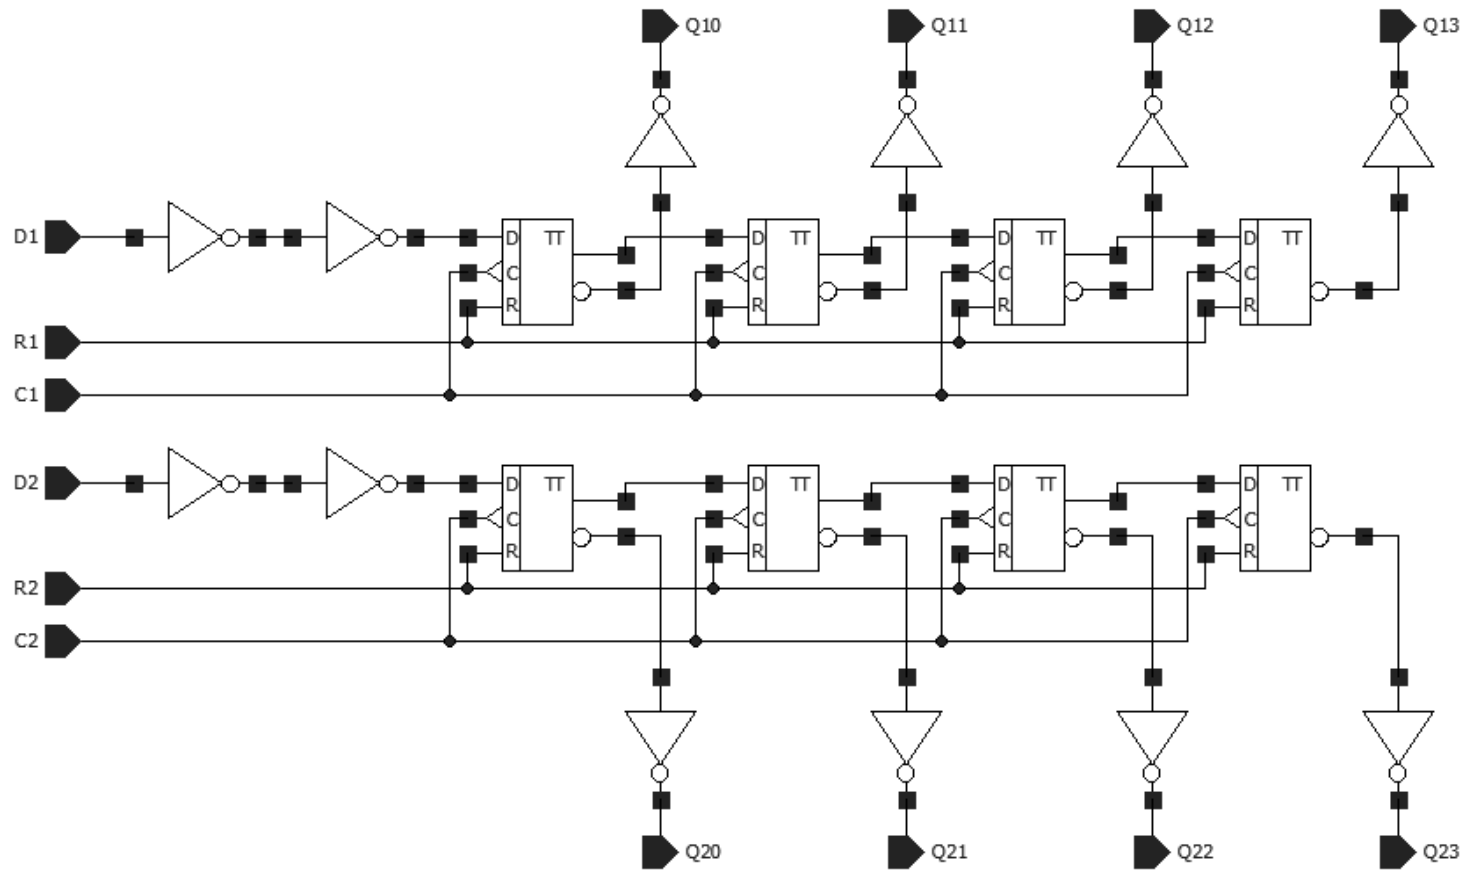 Q10 Q11 Q12 Q13
D1 D TT D TT D TT D TT
C C C C
R R R R
R1
C1
D2 D TT D TT D TT D TT
C C C C
R R R R
R2
C2
Q20 Q21 Q22 Q23